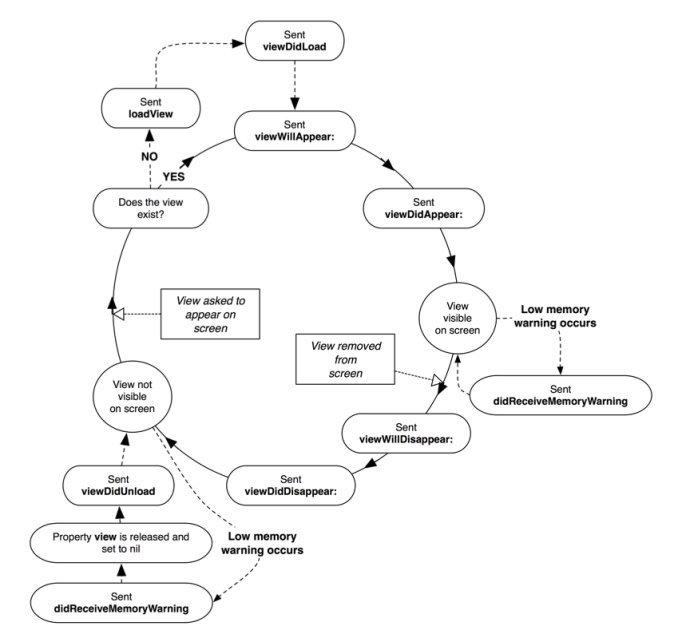 Sent
viewDidLoad
Sent
loadView
Sent
viewWillAppear:
NO
YES
Does the view
exist?
Sent
viewDidAppear:
View asked to
appear on
screen
View
visible
on screen
Low memory
warning occurs
View removed
from
screen
Sent
didReceiveMemoryWarning
View not
visible
on screen
Sent
viewWillDisappear:
Sent
viewDidUnload
Sent
viewDidDisappear:
Property view is released and
set to nil
Low memory
warning occurs
Sent
didReceiveMemoryWarning